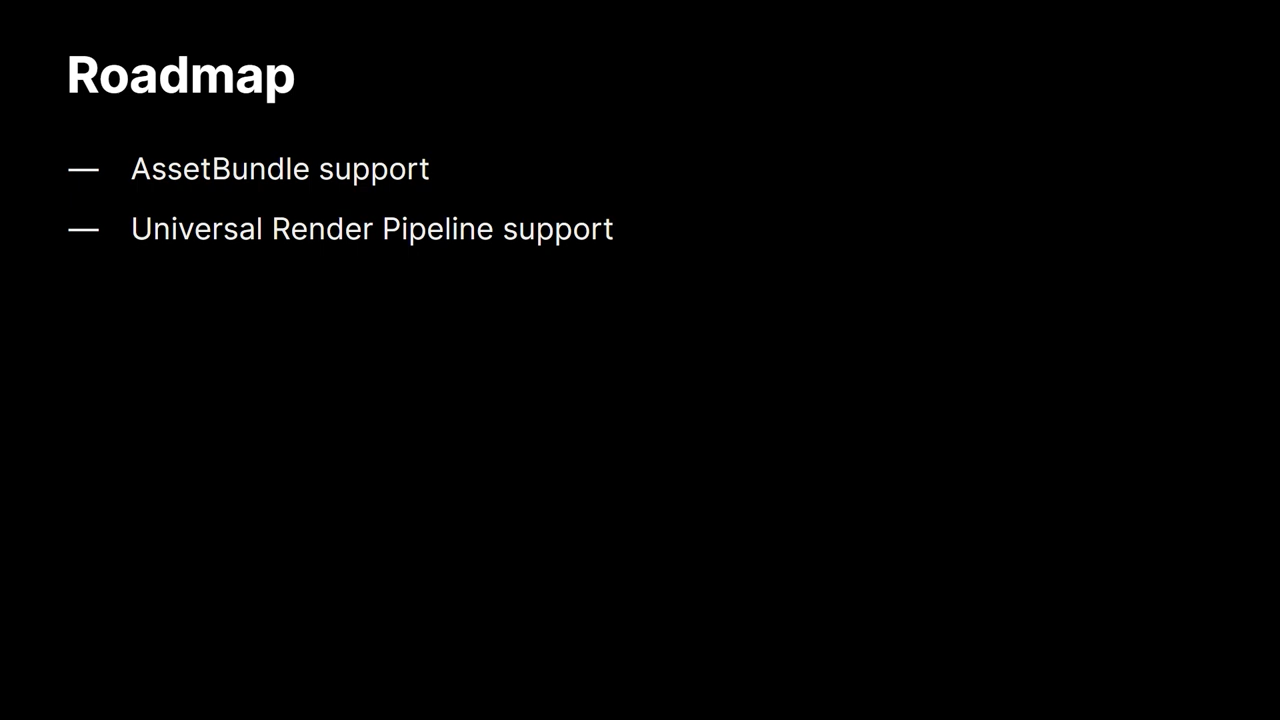 Roadmap
— AssetBundle support
— Universal Render Pipeline support